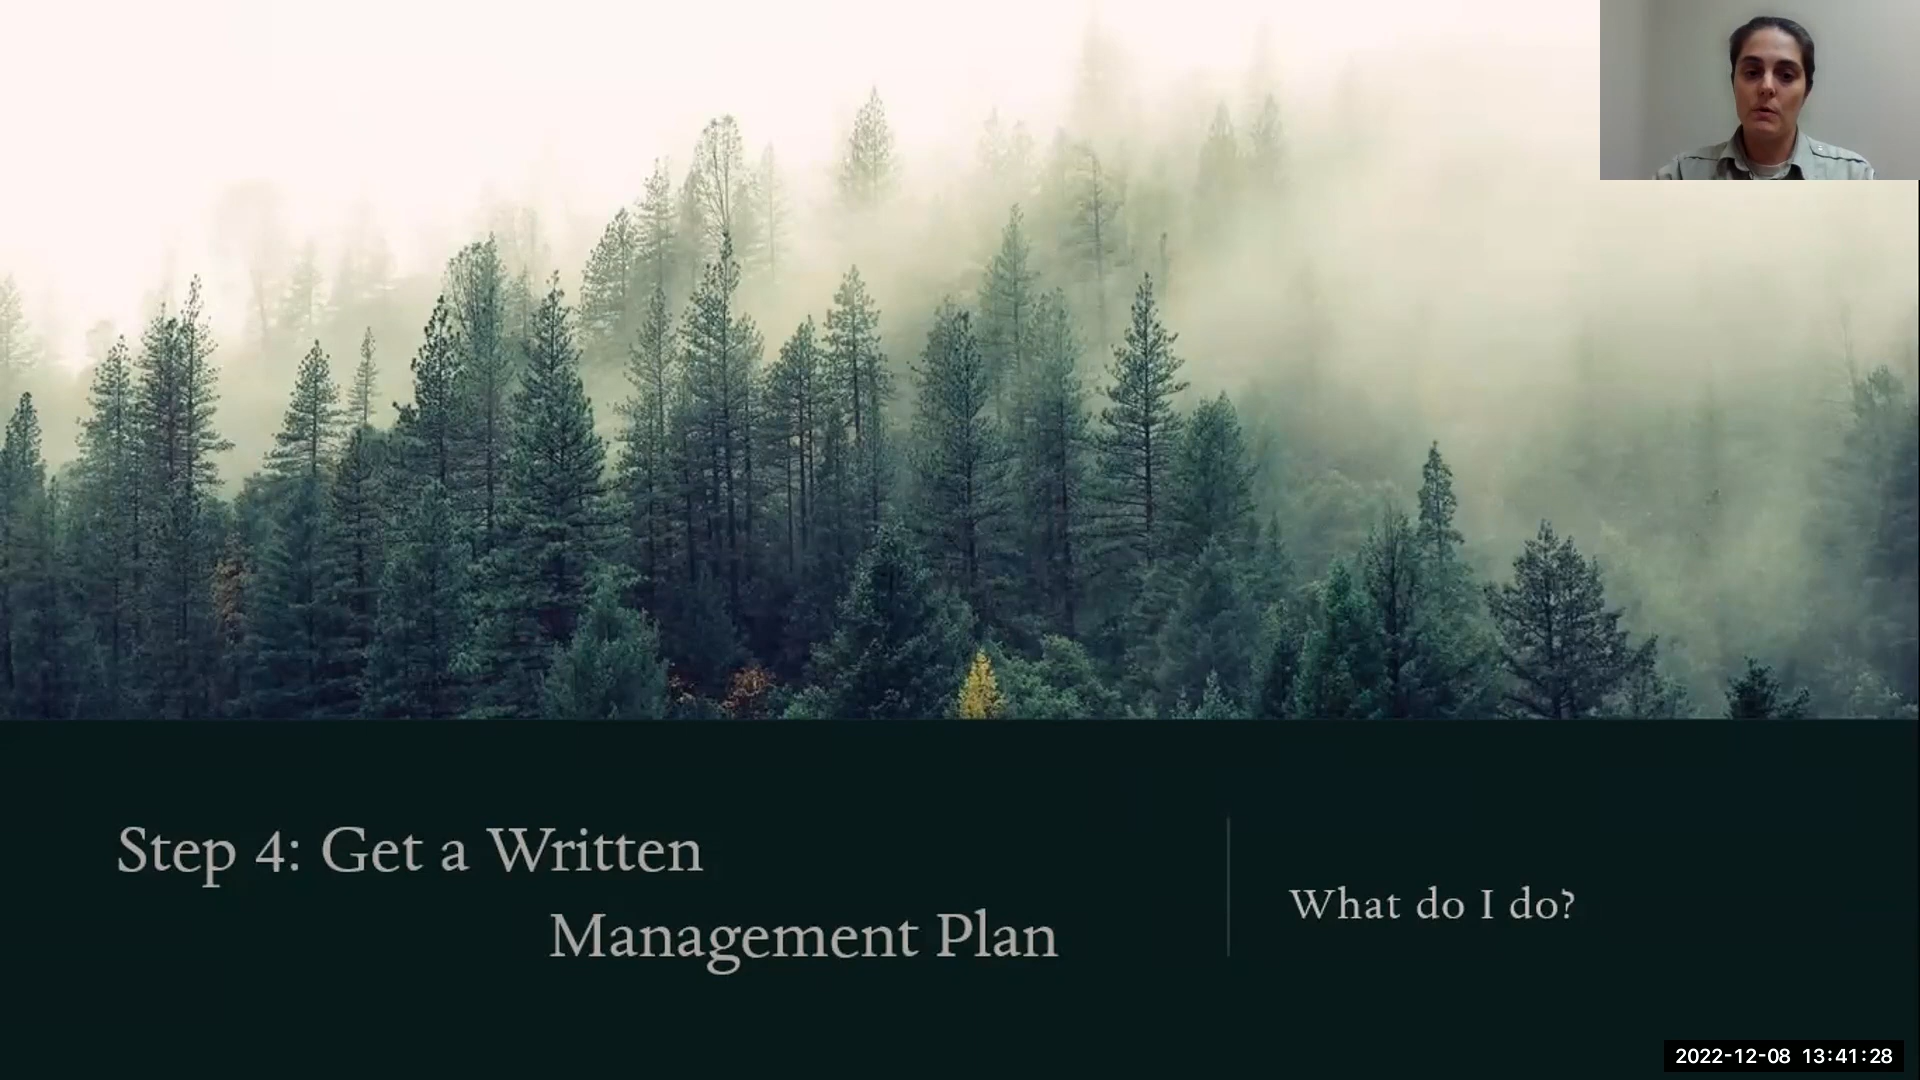 Step 4: Get a Written
Management Plan
What do I do?
2022-12-08 13:41:28